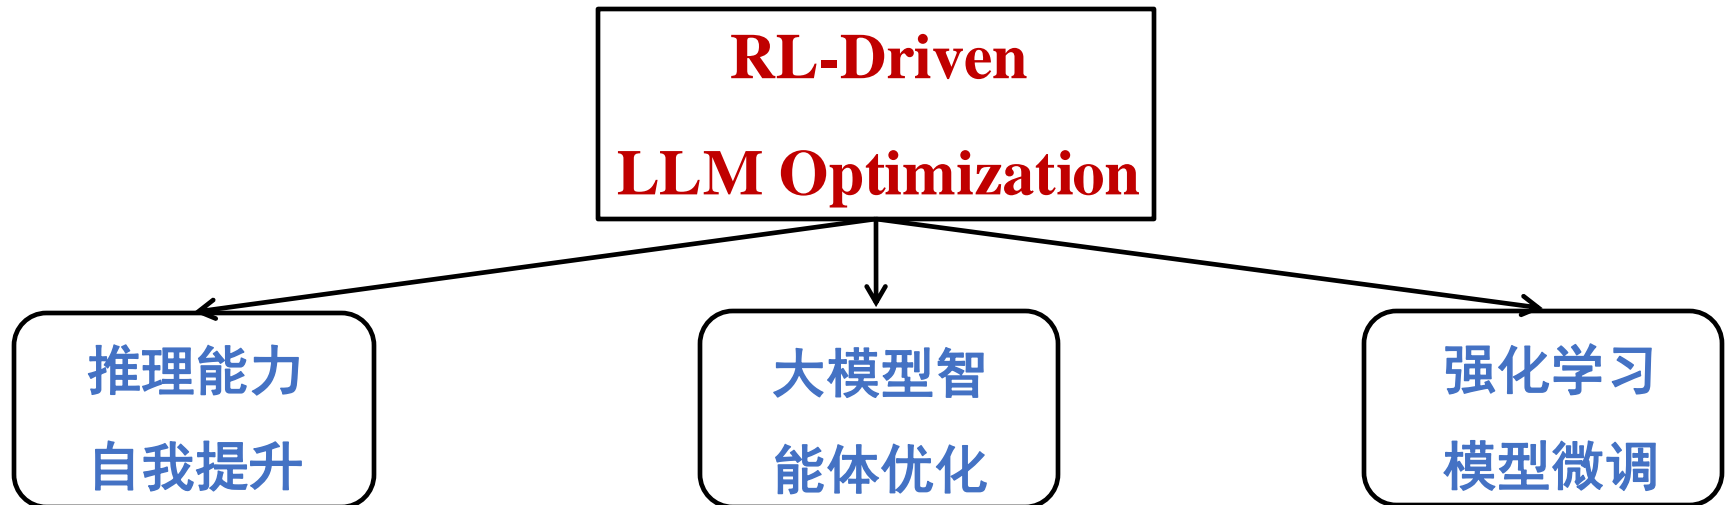 RL-Driven
LLM Optimization
推理能力
自我提升
大模型智
能体优化
强化学习
模型微调